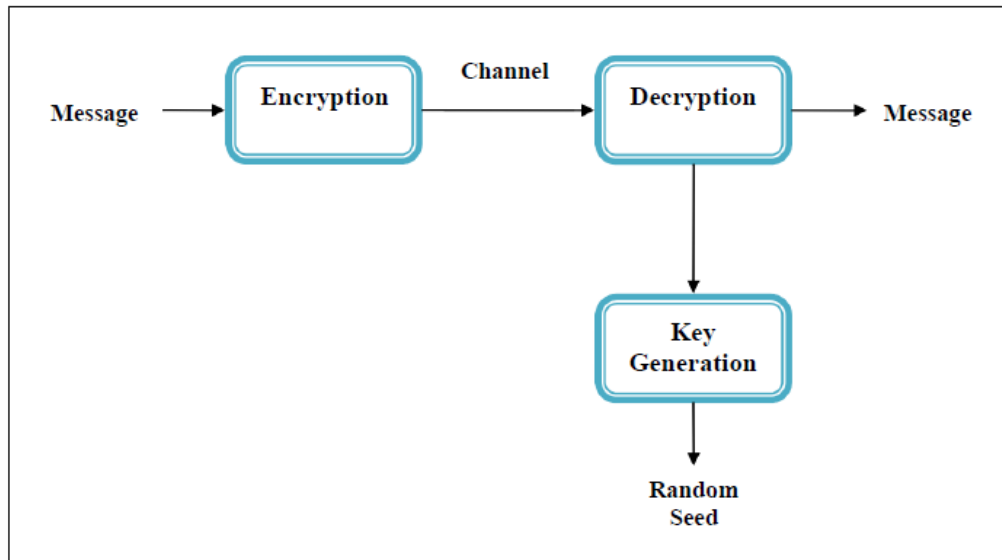 Message
Encryption
Channel
Decryption
Message
Key
Generation
Random
Seed